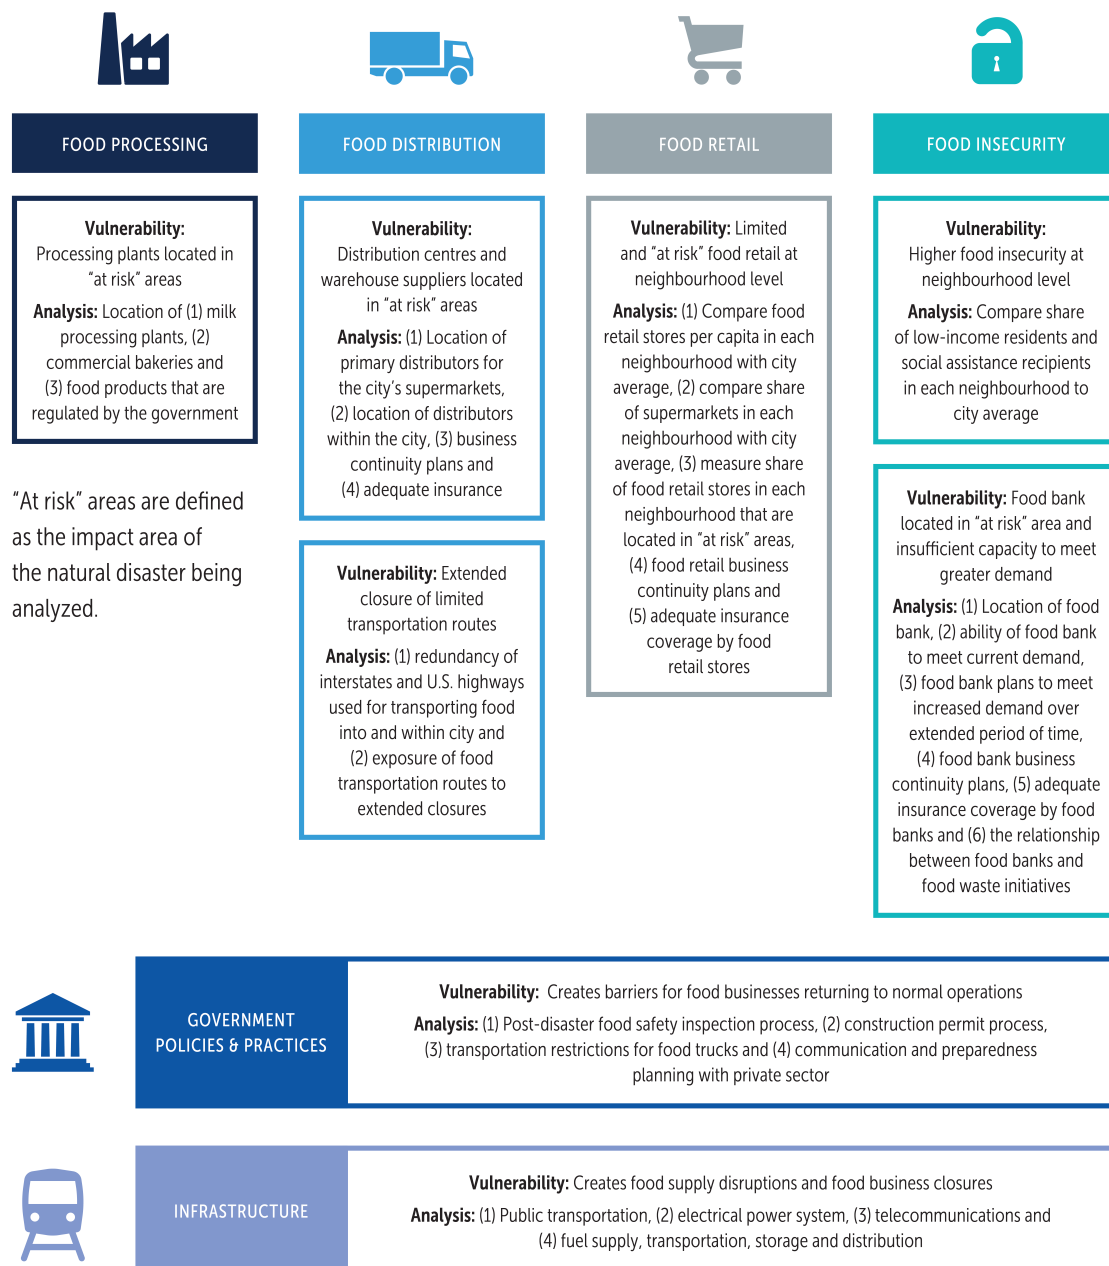 FOOD PROCESSING
Vulnerability:
Processing plants located in
“at risk” areas
Analysis: Location of (1) milk
processing plants, (2)
commercial bakeries and
(3) food products that are
regulated by the government
“At risk” areas are defined
as the impact area of
the natural disaster being
analyzed.
FOOD DISTRIBUTION
Vulnerability:
Distribution centres and
warehouse suppliers located
in “at risk” areas
Analysis: (1) Location of
primary distributors for
the city’s supermarkets,
(2) location of distributors
within the city, (3) business
continuity plans and
(4) adequate insurance
Vulnerability: Extended
closure of limited
transportation routes
Analysis: (1) redundancy of
interstates and U.S. highways
used for transporting food
into and within city and
(2) exposure of food
transportation routes to
extended closures
FOOD RETAIL
Vulnerability: Limited
and “at risk” food retail at
neighbourhood level
Analysis: (1) Compare food
retail stores per capita in each
neighbourhood with city
average, (2) compare share
of supermarkets in each
neighbourhood with city
average, (3) measure share
of food retail stores in each
neighbourhood that are
located in “at risk” areas,
(4) food retail business
continuity plans and
(5) adequate insurance
coverage by food
retail stores
FOOD INSECURITY
Vulnerability:
Higher food insecurity at
neighbourhood level
Analysis: Compare share
of low-income residents and
social assistance recipients
in each neighbourhood to
city average
Vulnerability: Food bank
located in “at risk” area and
insufficient capacity to meet
greater demand
Analysis: (1) Location of food
bank, (2) ability of food bank
to meet current demand,
(3) food bank plans to meet
increased demand over
extended period of time,
(4) food bank business
continuity plans, (5) adequate
insurance coverage by food
banks and (6) the relationship
between food banks and
food waste initiatives
GOVERNMENT
POLICIES & PRACTICES
Vulnerability: Creates barriers for food businesses returning to normal operations
Analysis: (1) Post-disaster food safety inspection process, (2) construction permit process,
(3) transportation restrictions for food trucks and (4) communication and preparedness
planning with private sector
INFRASTRUCTURE
Vulnerability: Creates food supply disruptions and food business closures
Analysis: (1) Public transportation, (2) electrical power system, (3) telecommunications and
(4) fuel supply, transportation, storage and distribution